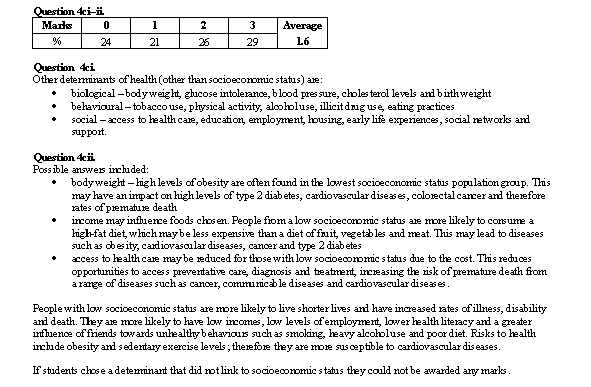 Question 4ci–ii.
Marks 0 1 2 3 Average
% 24 21 26 29 1.6
Question 4ci.
Other determinants of health (other than socioeconomic status) are:
• biological – body weight, glucose intolerance, blood pressure, cholesterol levels and birth weight
• behavioural – tobacco use, physical activity, alcohol use, illicit drug use, eating practices
• social – access to health care, education, employment, housing, early life experiences, social networks and
support.
Question 4cii.
Possible answers included:
• body weight – high levels of obesity are often found in the lowest socioeconomic status population group. This
may have an impact on high levels of type 2 diabetes, cardiovascular diseases, colorectal cancer and therefore
rates of premature death
• income may influence foods chosen. People from a low socioeconomic status are more likely to consume a
high-fat diet, which may be less expensive than a diet of fruit, vegetables and meat. This may lead to diseases
such as obesity, cardiovascular diseases, cancer and type 2 diabetes
• access to health care may be reduced for those with low socioeconomic status due to the cost. This reduces
opportunities to access preventative care, diagnosis and treatment, increasing the risk of premature death from
a range of diseases such as cancer, communicable diseases and cardiovascular diseases.
People with low socioeconomic status are more likely to live shorter lives and have increased rates of illness, disability
and death. They are more likely to have low incomes, low levels of employment, lower health literacy and a greater
influence of friends towards unhealthy behaviours such as smoking, heavy alcohol use and poor diet. Risks to health
include obesity and sedentary exercise levels; therefore they are more susceptible to cardiovascular diseases.
If students chose a determinant that did not link to socioeconomic status they could not be awarded any marks.